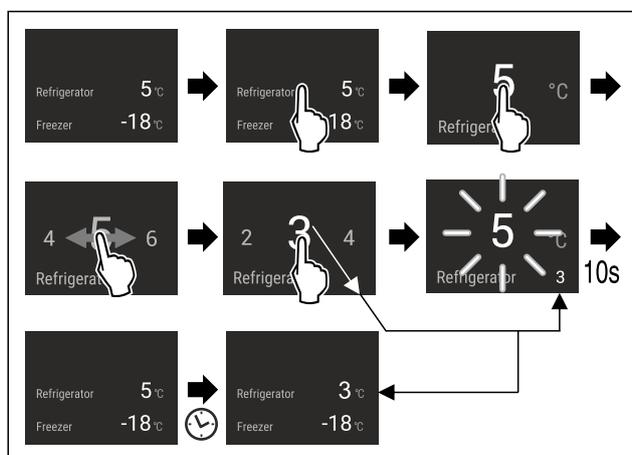 Refrigerator 5 °C
Freezer -18 °C
Refrigerator 5 °C
Freezer 18 °C
5 °C
Refrigera
4 5 6
Refrigerat
2 3 4
Refrigera
5 °C
Refrigerator 3
10s
Refrigerator 5 °C
Freezer -18 °C
Refrigerator 3 °C
Freezer -18 °C